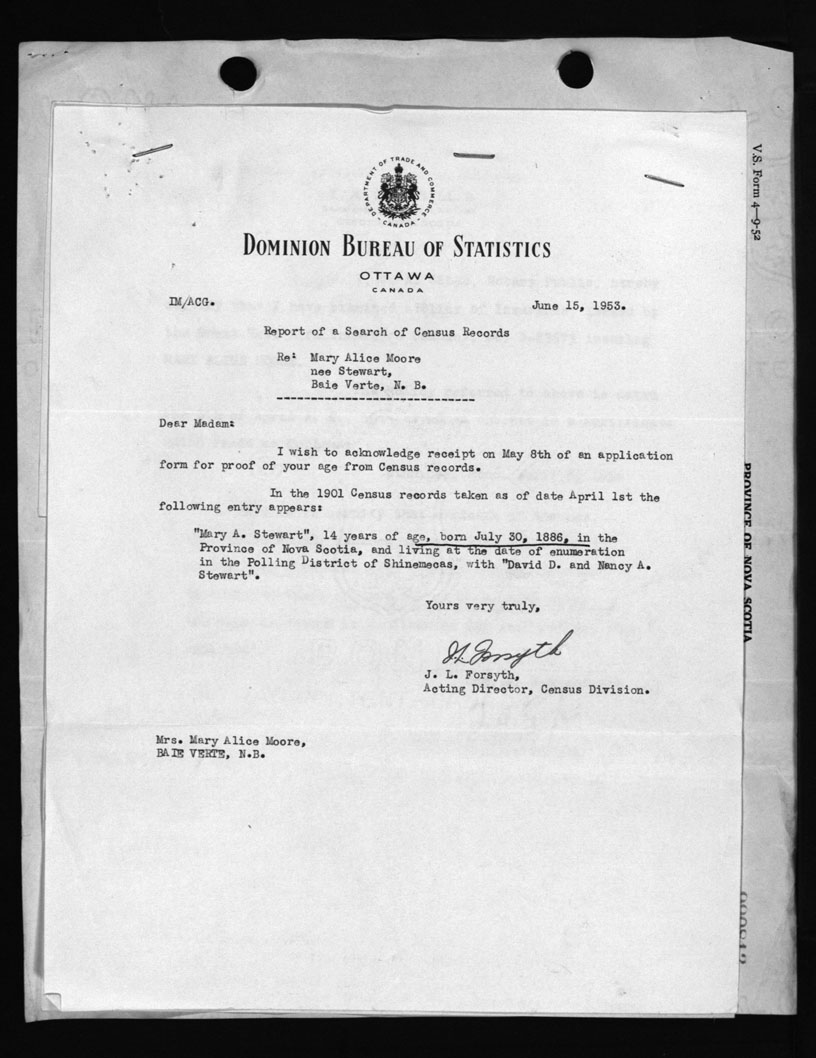 DEPARTMENT OF TRADE AND COMMERCE
CANADA
DOMINION BUREAU OF STATISTICS
OTTAWA
CANADA
IM/ACG.
June 15, 1953.
Report of a Search of Census Records
Re: Mary Alice Moore
nee Stewart,
Baie Verte, N. B.
Dear Madam:
I wish to acknowledge receipt on May 8th of an application
form for proof of your age from Census records.
In the 1901 Census records taken as of date April 1st the
following entry appears:
"Mary A. Stewart", 14 years of age, born July 30, 1886, in the
Province of Nova Scotia, and living at the date of enumeration
in the Polling District of Shinemecas, with "David D. and Nancy A.
Stewart".
Yours very truly,
J. L. Forsyth
J. L. Forsyth,
Acting Director, Census Division.
Mrs. Mary Alice Moore,
BAIE VERTE, N.B.
V.S. Form 4—9-52
PROVINCE OF NOVA SCOTIA